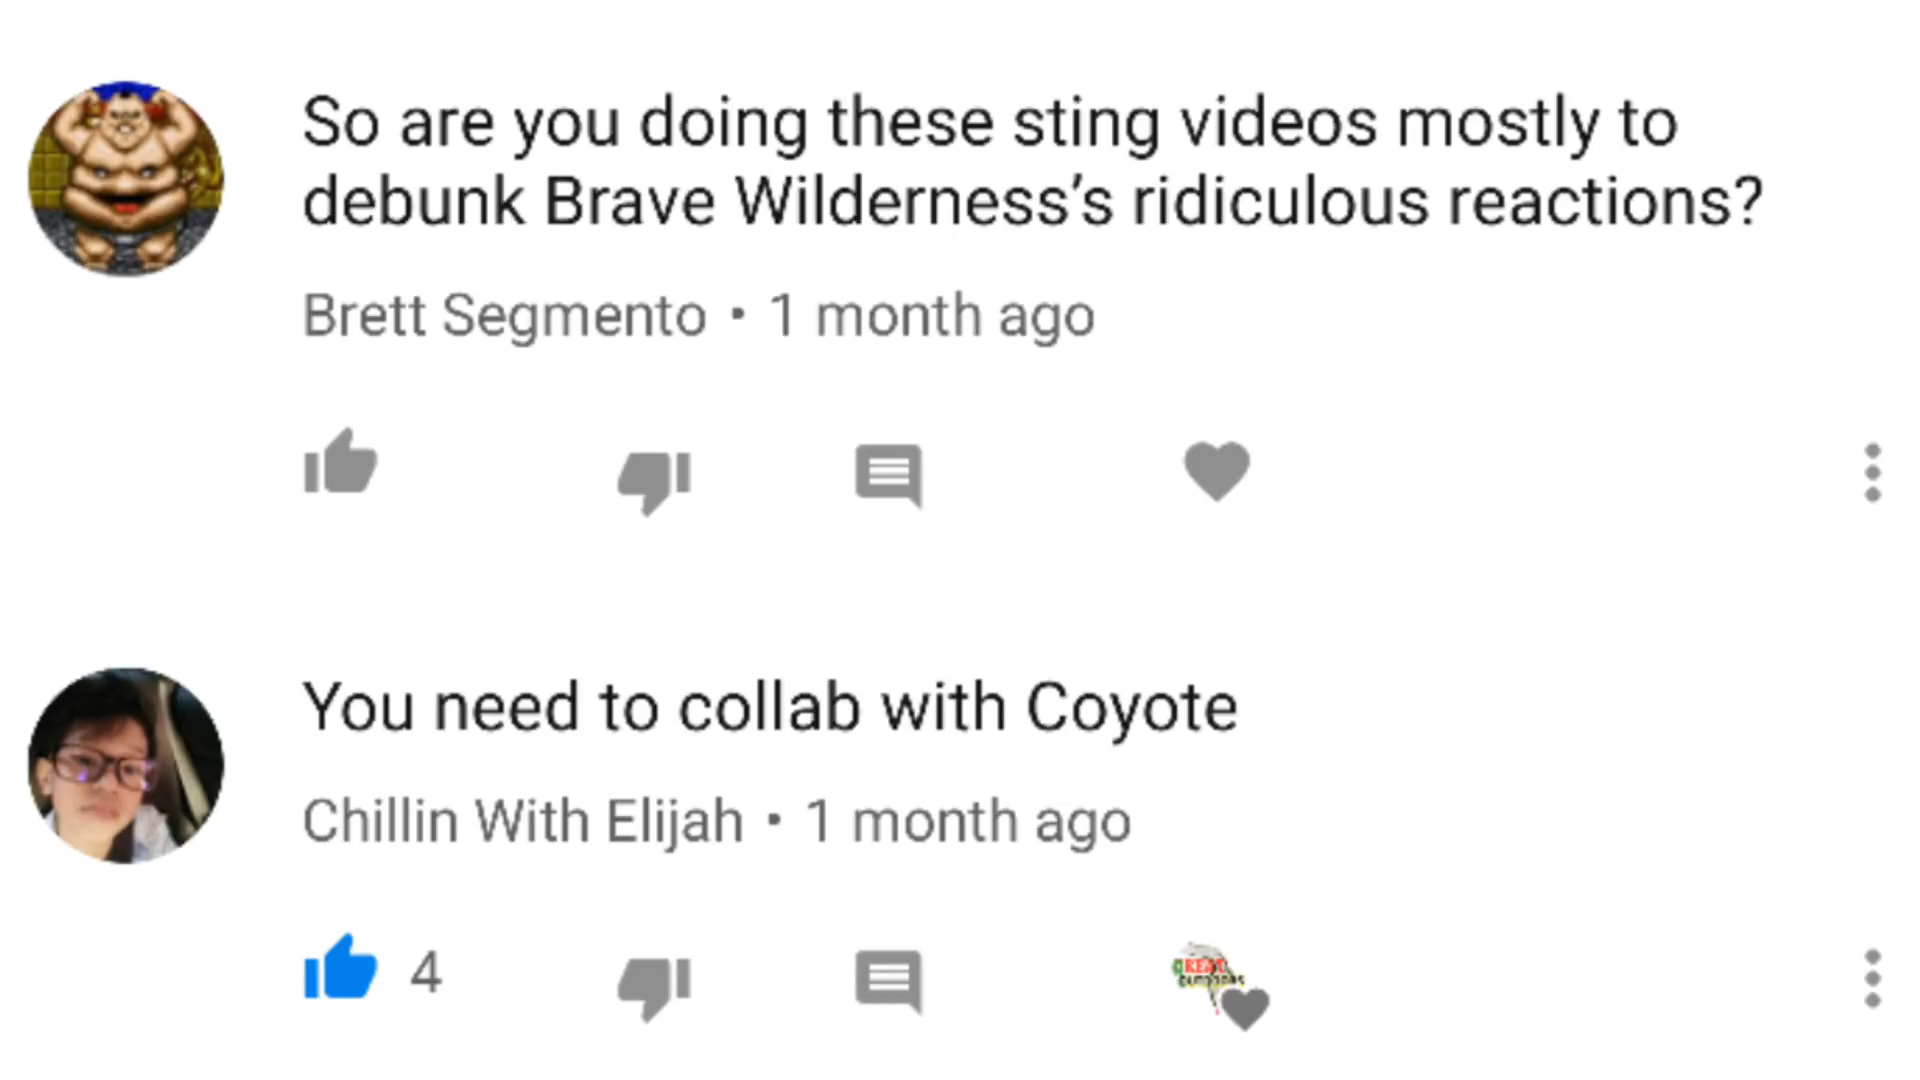 So are you doing these sting videos mostly to
debunk Brave Wilderness’s ridiculous reactions?
Brett Segmento • 1 month ago
You need to collab with Coyote
Chillin With Elijah • 1 month ago
4